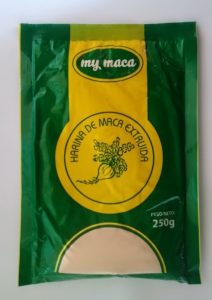 my maca
HARINA DE MACA EXTRUIDA
PESO NETO:
250g